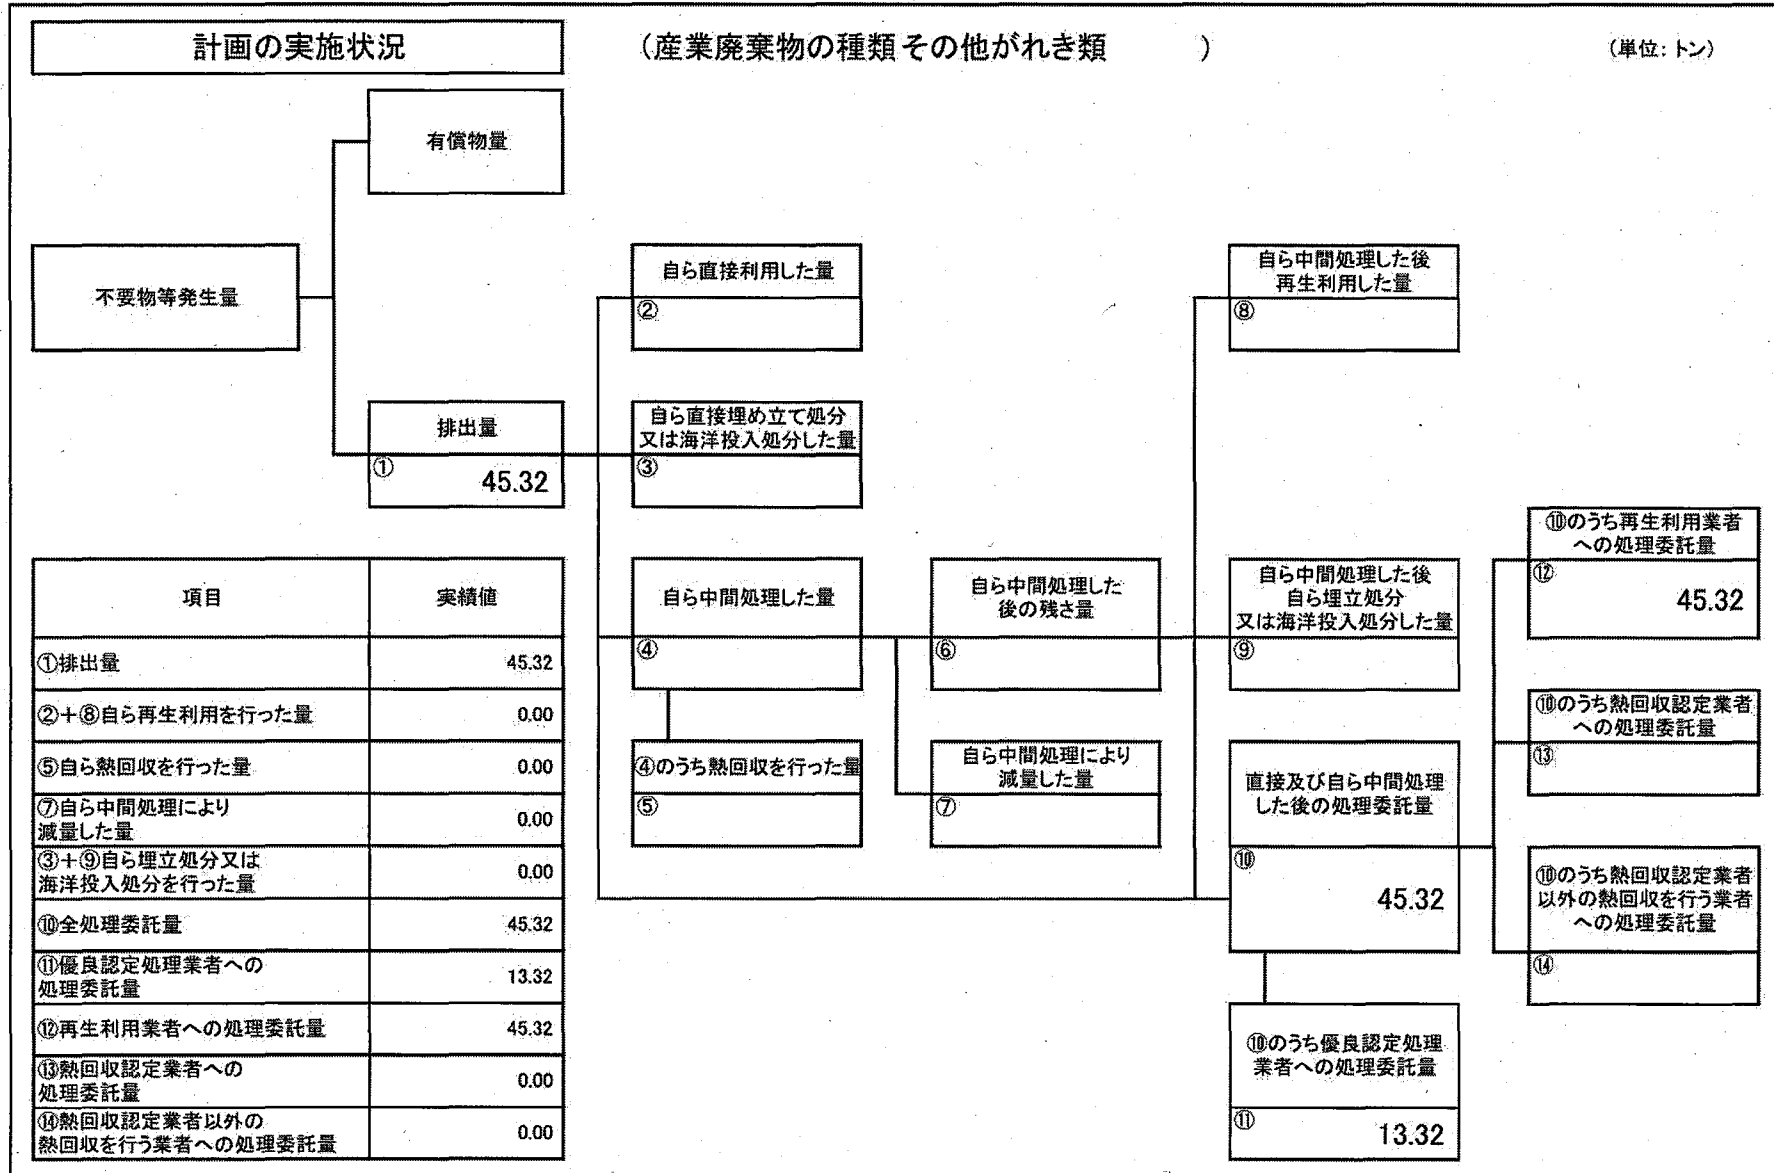 計画の実施状況
（産業廃棄物の種類 その他がれき類　　　）
（単位：トン）
有償物量
不要物等発生量
自ら直接利用した量
②
自ら中間処理した後
再生利用した量
⑧
排出量
① 45.32
自ら直接埋め立て処分
又は海洋投入処分した量
③
⑩のうち再生利用業者
への処理委託量
⑫ 45.32
自ら中間処理した量
④
自ら中間処理した
後の残さ量
⑥
自ら中間処理した後
自ら埋立処分
又は海洋投入処分した量
⑨
⑩のうち熱回収認定業者
への処理委託量
⑬
④のうち熱回収を行った量
⑤
自ら中間処理により
減量した量
⑦
直接及び自ら中間処理
した後の処理委託量
⑩ 45.32
⑩のうち熱回収認定業者
以外の熱回収を行う業者
への処理委託量
⑭
⑩のうち優良認定処理
業者への処理委託量
⑪ 13.32
項目 実績値
①排出量 45.32
②＋⑧自ら再生利用を行った量 0.00
⑤自ら熱回収を行った量 0.00
⑦自ら中間処理により
減量した量 0.00
③＋⑨自ら埋立処分又は
海洋投入処分を行った量 0.00
⑩全処理委託量 45.32
⑪優良認定処理業者への
処理委託量 13.32
⑫再生利用業者への処理委託量 45.32
⑬熱回収認定業者への
処理委託量 0.00
⑭熱回収認定業者以外の
熱回収を行う業者への処理委託量 0.00